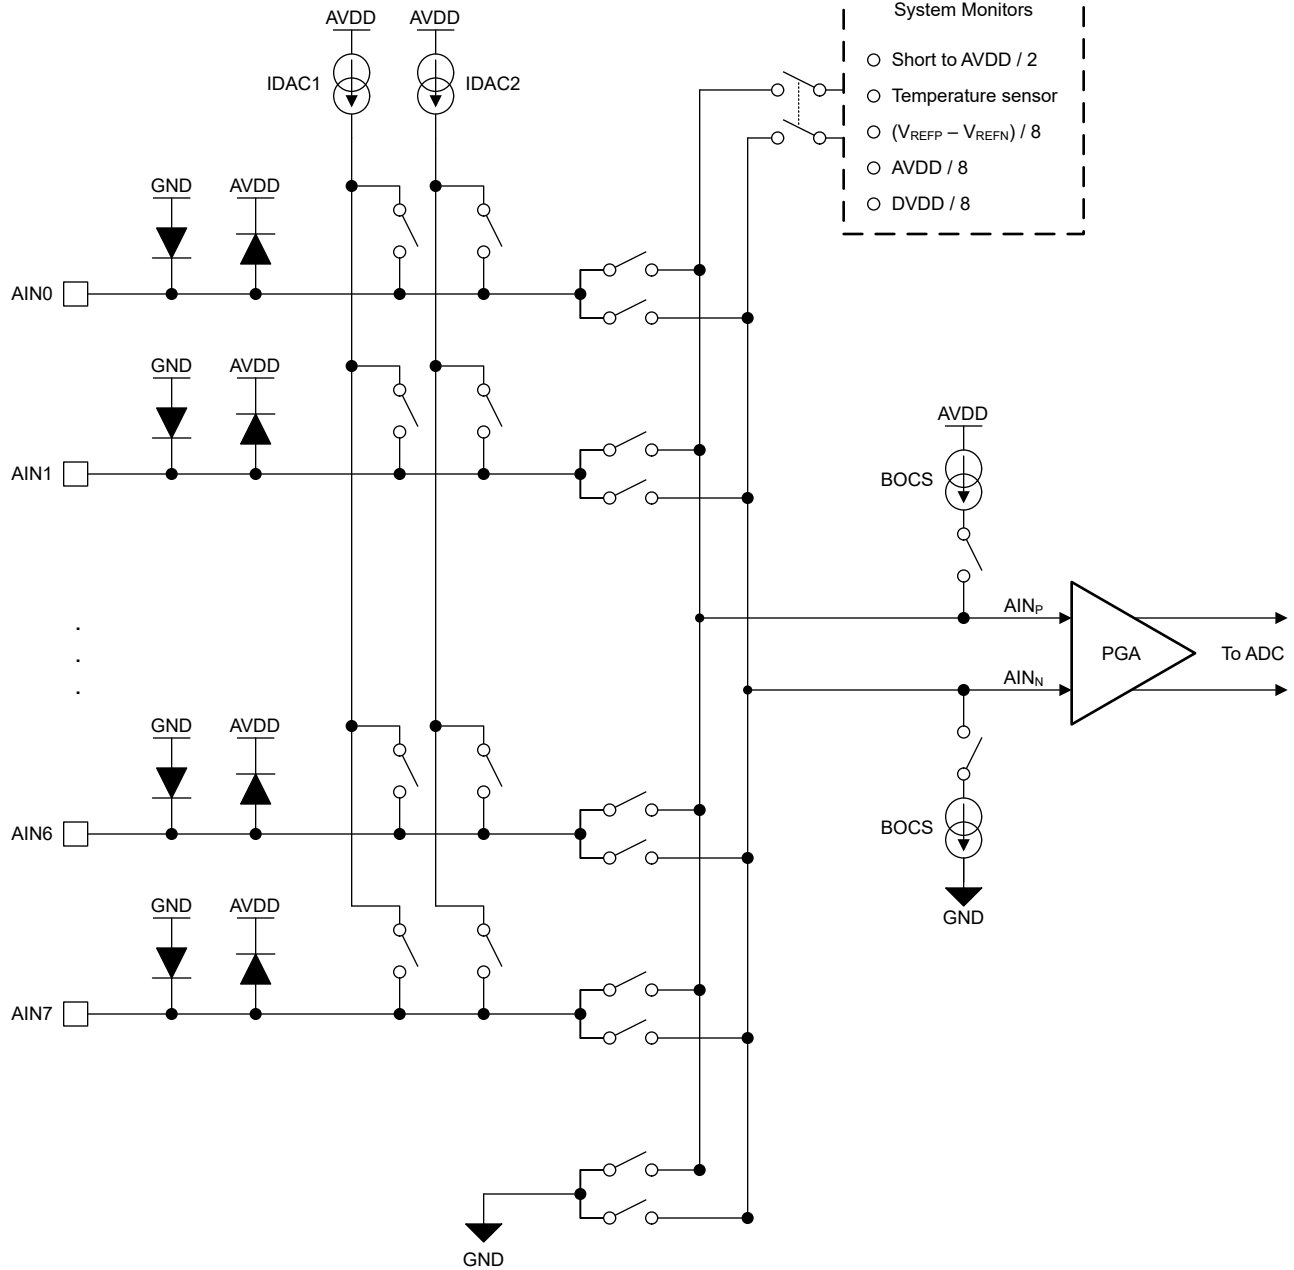 AVDD AVDD
System Monitors
IDAC1 IDAC2
Short to AVDD / 2
Temperature sensor
(VREFP – VREFN) / 8
AVDD / 8
DVDD / 8
GND AVDD
AIN0
GND AVDD
AIN1
AVDD
BOCS
AINP
PGA
To ADC
AINN
.
.
.
GND AVDD
AIN6
BOCS
GND
GND AVDD
AIN7
GND